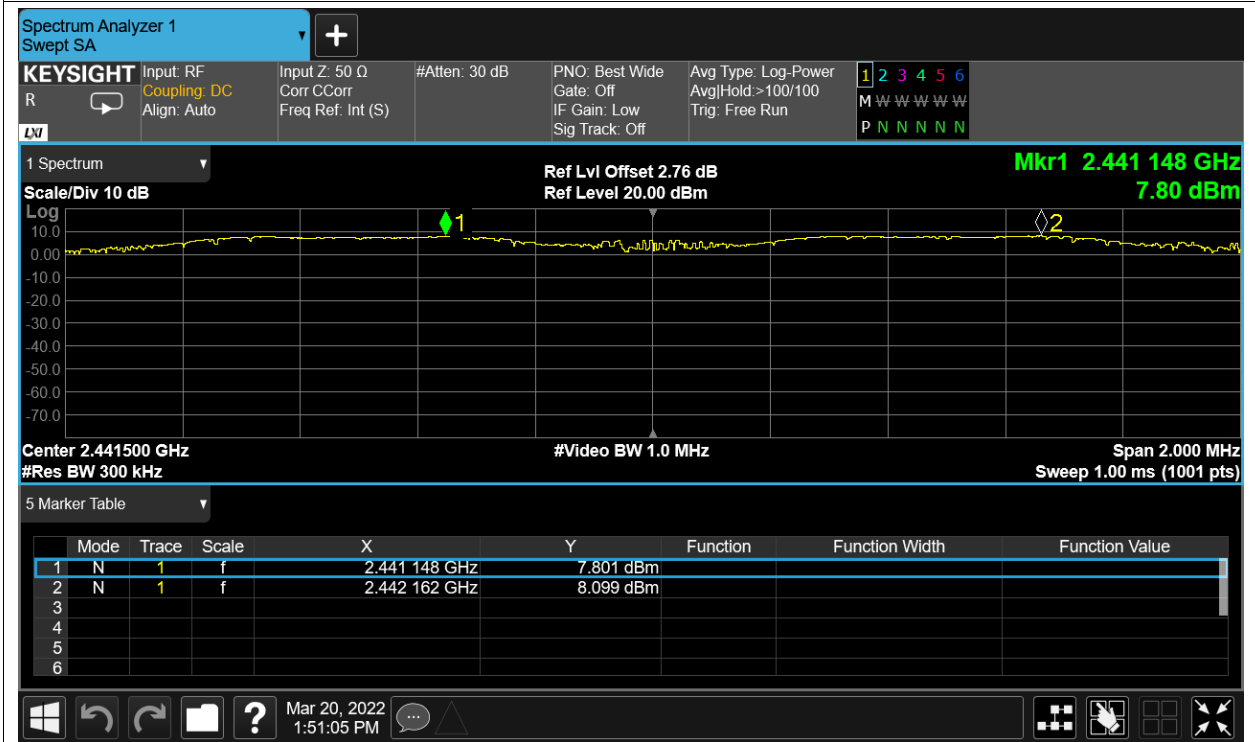 Spectrum Analyzer 1
Swept SA
+
KEYSIGHT Input: RF Input Z: 50 Ω #Atten: 30 dB PNO: Best Wide Avg Type: Log-Power 1 2 3 4 5 6
R Coupling: DC Corr CCorr Gate: Off Avg|Hold:>100/100 M W W W W W
Align: Auto Freq Ref: Int (S) IF Gain: Low Trig: Free Run
LXI Sig Track: Off P N N N N N
1 Spectrum Ref Lvl Offset 2.76 dB Mkr1 2.441 148 GHz
Scale/Div 10 dB Ref Level 20.00 dBm 7.80 dBm
Log
1 2
10.0
0.00
-10.0
-20.0
-30.0
-40.0
-50.0
-60.0
-70.0
Center 2.441500 GHz #Video BW 1.0 MHz Span 2.000 MHz
#Res BW 300 kHz Sweep 1.00 ms (1001 pts)
5 Marker Table
Mode Trace Scale X Y Function Function Width Function Value
1 N 1 f 2.441 148 GHz 7.801 dBm
2 N 1 f 2.442 162 GHz 8.099 dBm
3
4
5
6
? Mar 20, 2022
1:51:05 PM